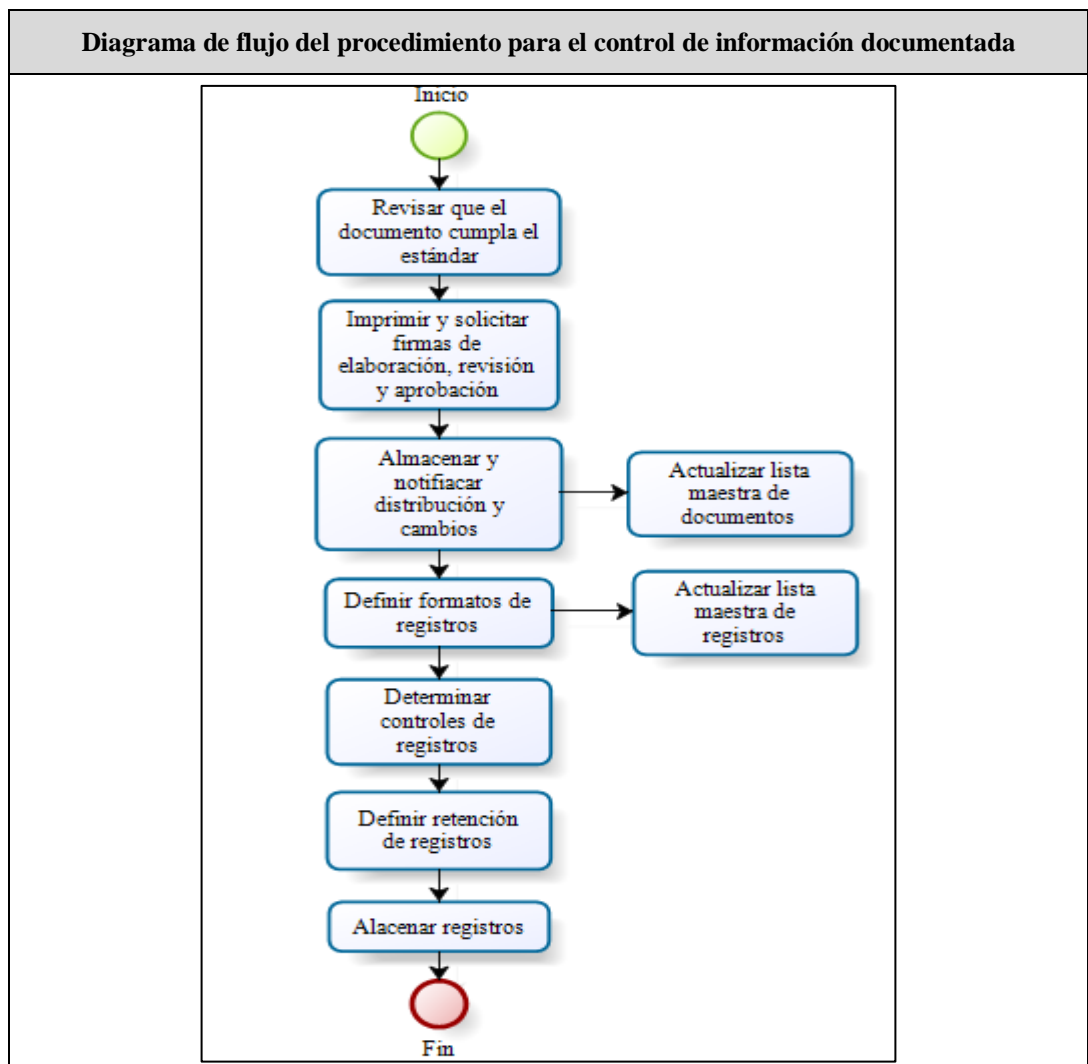 Diagrama de flujo del procedimiento para el control de información documentada
Inicio
Revisar que el
documento cumpla el
estándar
Imprimir y solicitar
firmas de
elaboración, revisión
y aprobación
Almacenar y
notifiacar
distribución y
cambios
Actualizar lista
maestra de
documentos
Definir formatos de
registros
Actualizar lista
maestra de
registros
Determinar
controles de
registros
Definir retención
de registros
Alacenar registros
Fin